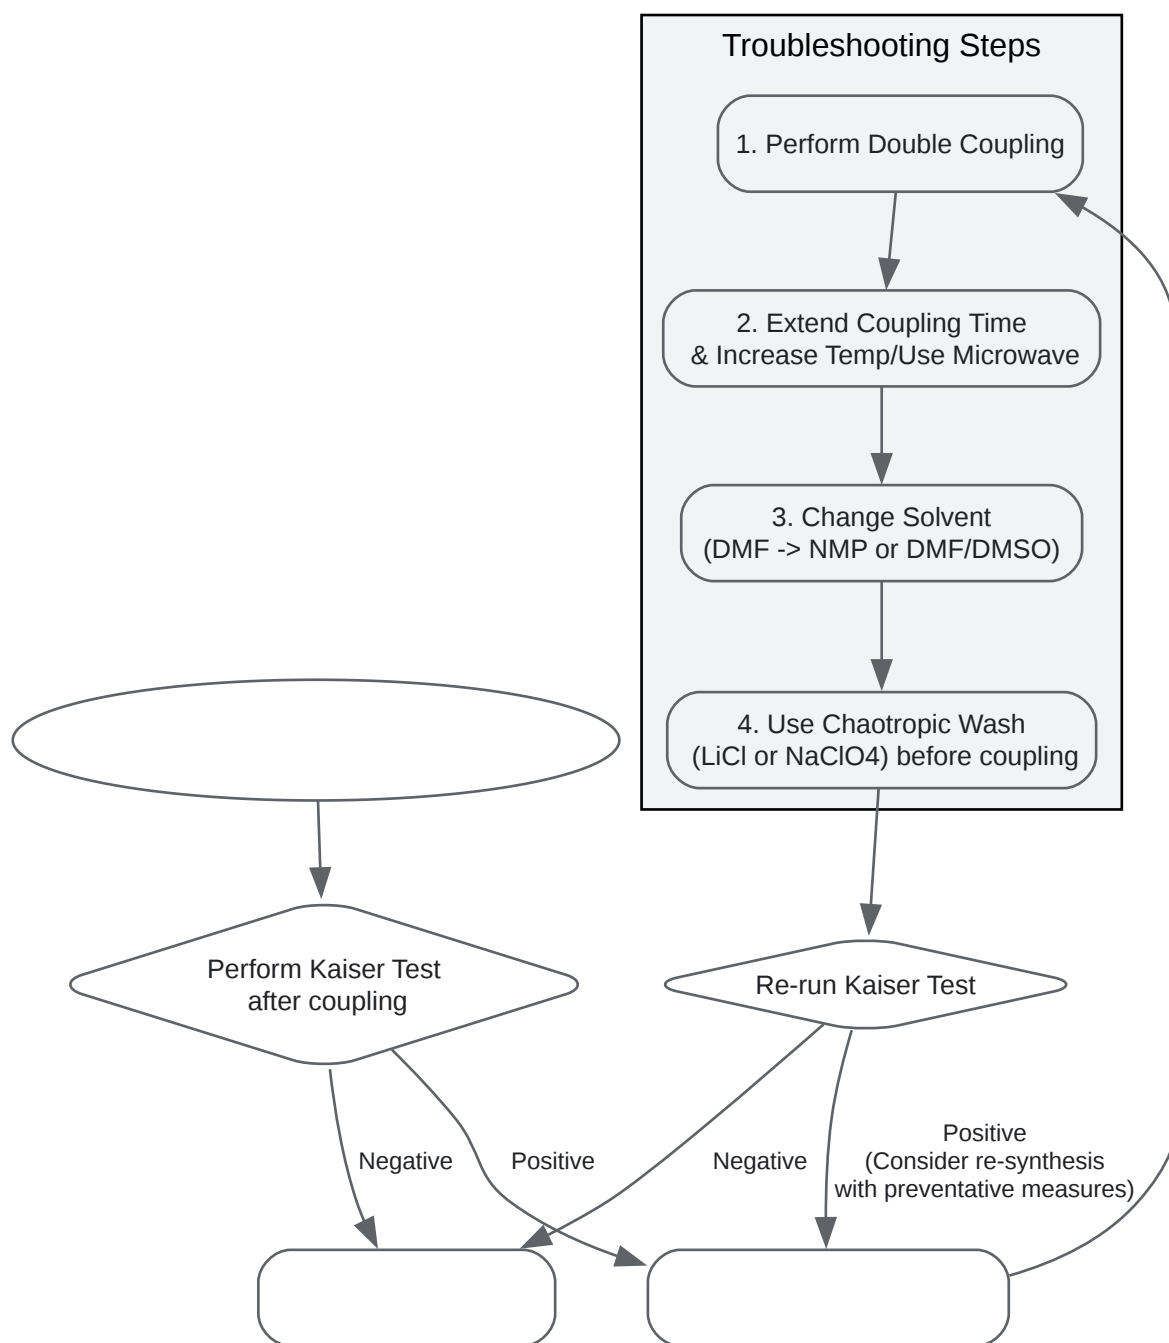 Troubleshooting Steps
1. Perform Double Coupling
2. Extend Coupling Time
& Increase Temp/Use Microwave
3. Change Solvent
(DMF -> NMP or DMF/DMSO)
4. Use Chaotropic Wash
(LiCl or NaClO4) before coupling
Perform Kaiser Test
after coupling
Re-run Kaiser Test
Negative
Positive
Negative
Positive
(Consider re-synthesis
with preventative measures)